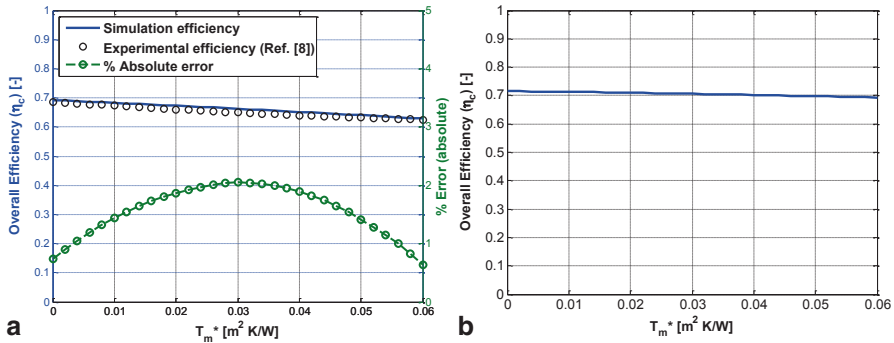 Simulation efficiency
Experimental efficiency (Ref. [8])
% Absolute error
Overall Efficiency (η_c) [-]
1
0.9
0.8
0.7
0.6
0.5
0.4
0.3
0.2
0.1
0
5
4
3
2
1
0
% Error (absolute)
0 0.01 0.02 0.03 0.04 0.05 0.06
T_m* [m² K/W]
a
Overall Efficiency (η_c) [-]
1
0.9
0.8
0.7
0.6
0.5
0.4
0.3
0.2
0.1
0
0 0.01 0.02 0.03 0.04 0.05 0.06
T_m* [m² K/W]
b